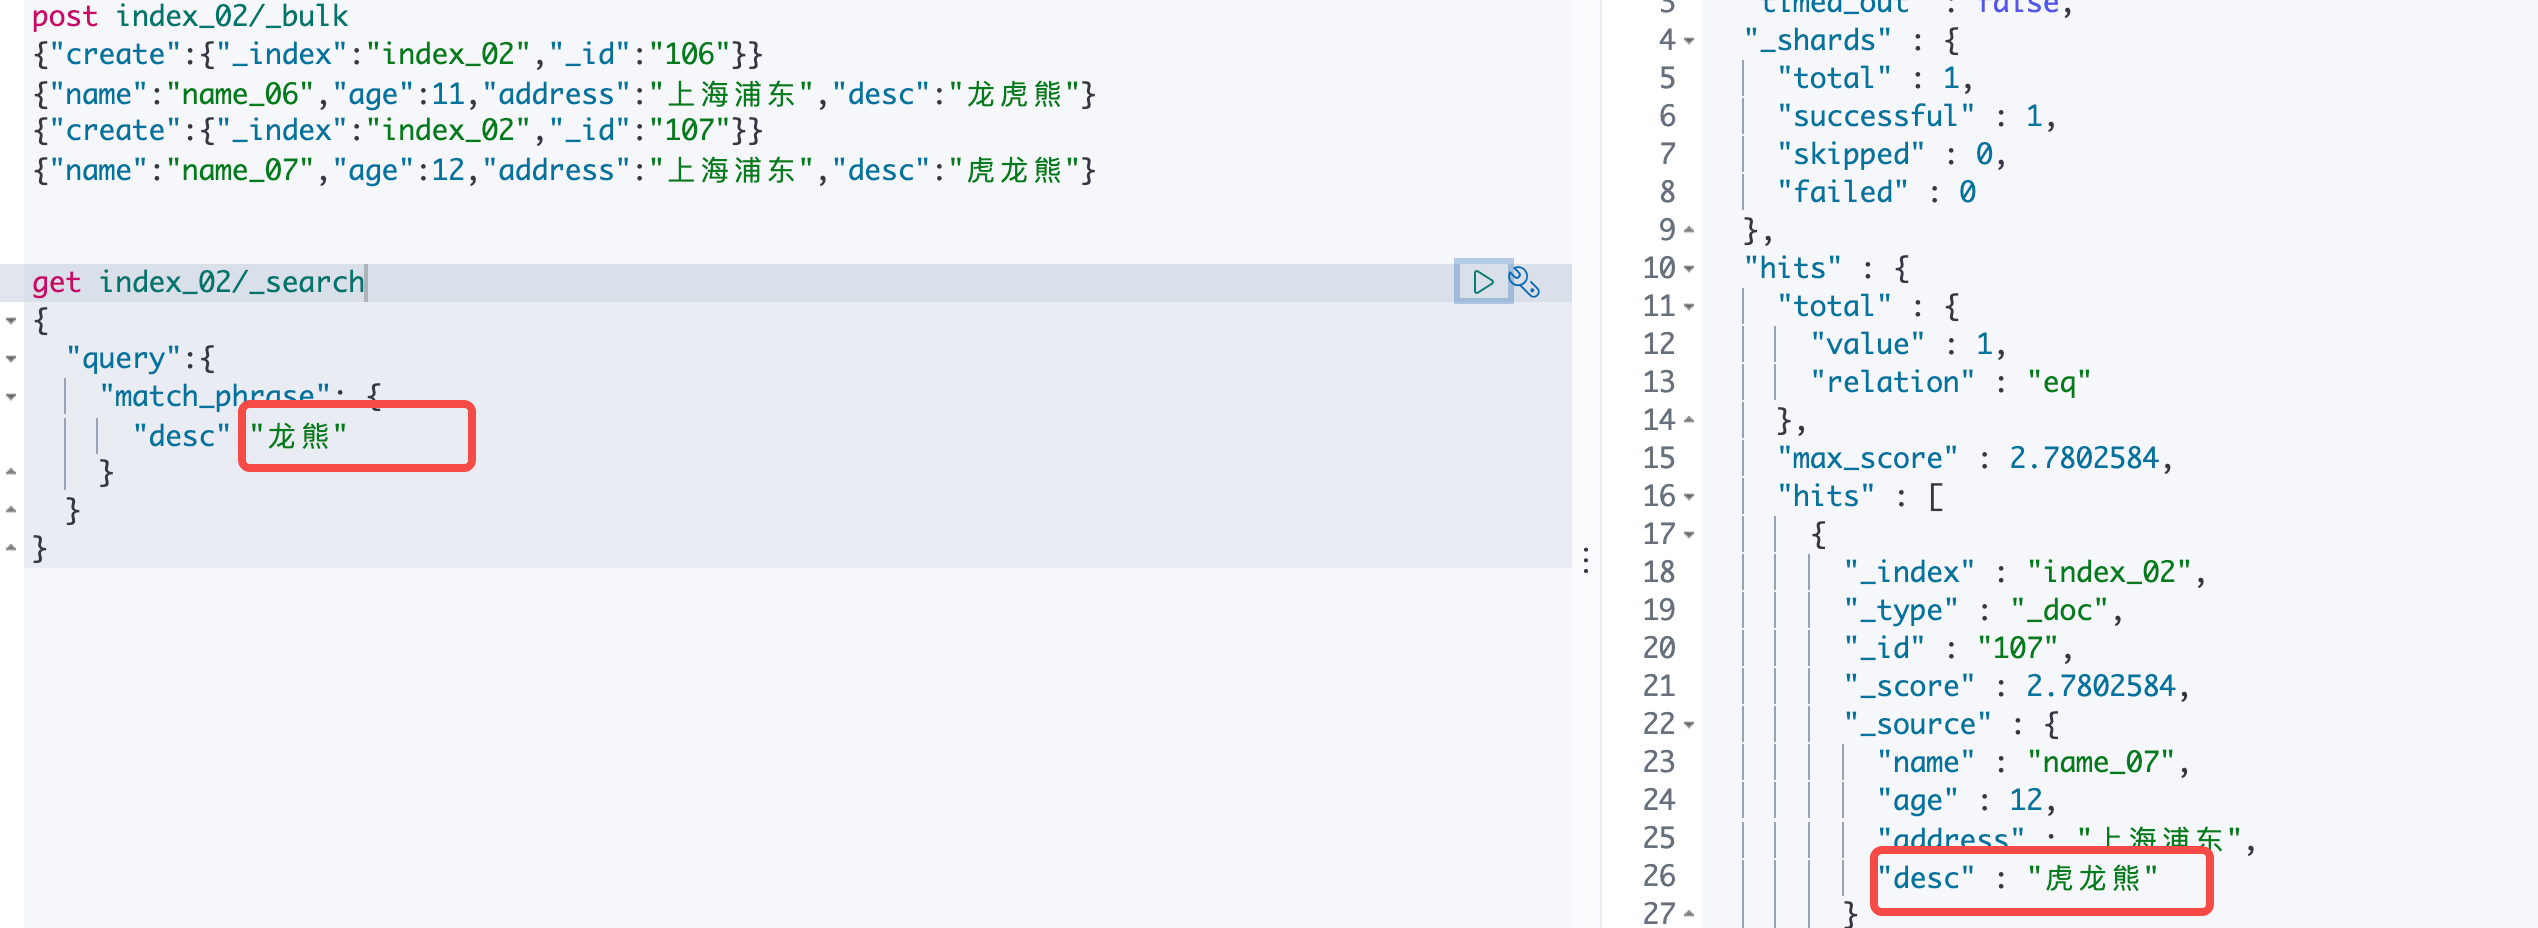 post index_02/_bulk
{"create":{"_index":"index_02","_id":"106"}}
{"name":"name_06","age":11,"address":"上海浦东","desc":"龙虎熊"}
{"create":{"_index":"index_02","_id":"107"}}
{"name":"name_07","age":12,"address":"上海浦东","desc":"虎龙熊"}
get index_02/_search
{
"query":{
"match_phrase": {
"desc" "龙熊"
}
}
}
3 "timed_out" : false,
4 "_shards" : {
5 "total" : 1,
6 "successful" : 1,
7 "skipped" : 0,
8 "failed" : 0
9 },
10 "hits" : {
11 "total" : {
12 "value" : 1,
13 "relation" : "eq"
14 },
15 "max_score" : 2.7802584,
16 "hits" : [
17 {
18 "_index" : "index_02",
19 "_type" : "_doc",
20 "_id" : "107",
21 "_score" : 2.7802584,
22 "_source" : {
23 "name" : "name_07",
24 "age" : 12,
25 "address" : "上海浦东",
26 "desc" : "虎龙熊"
27 }